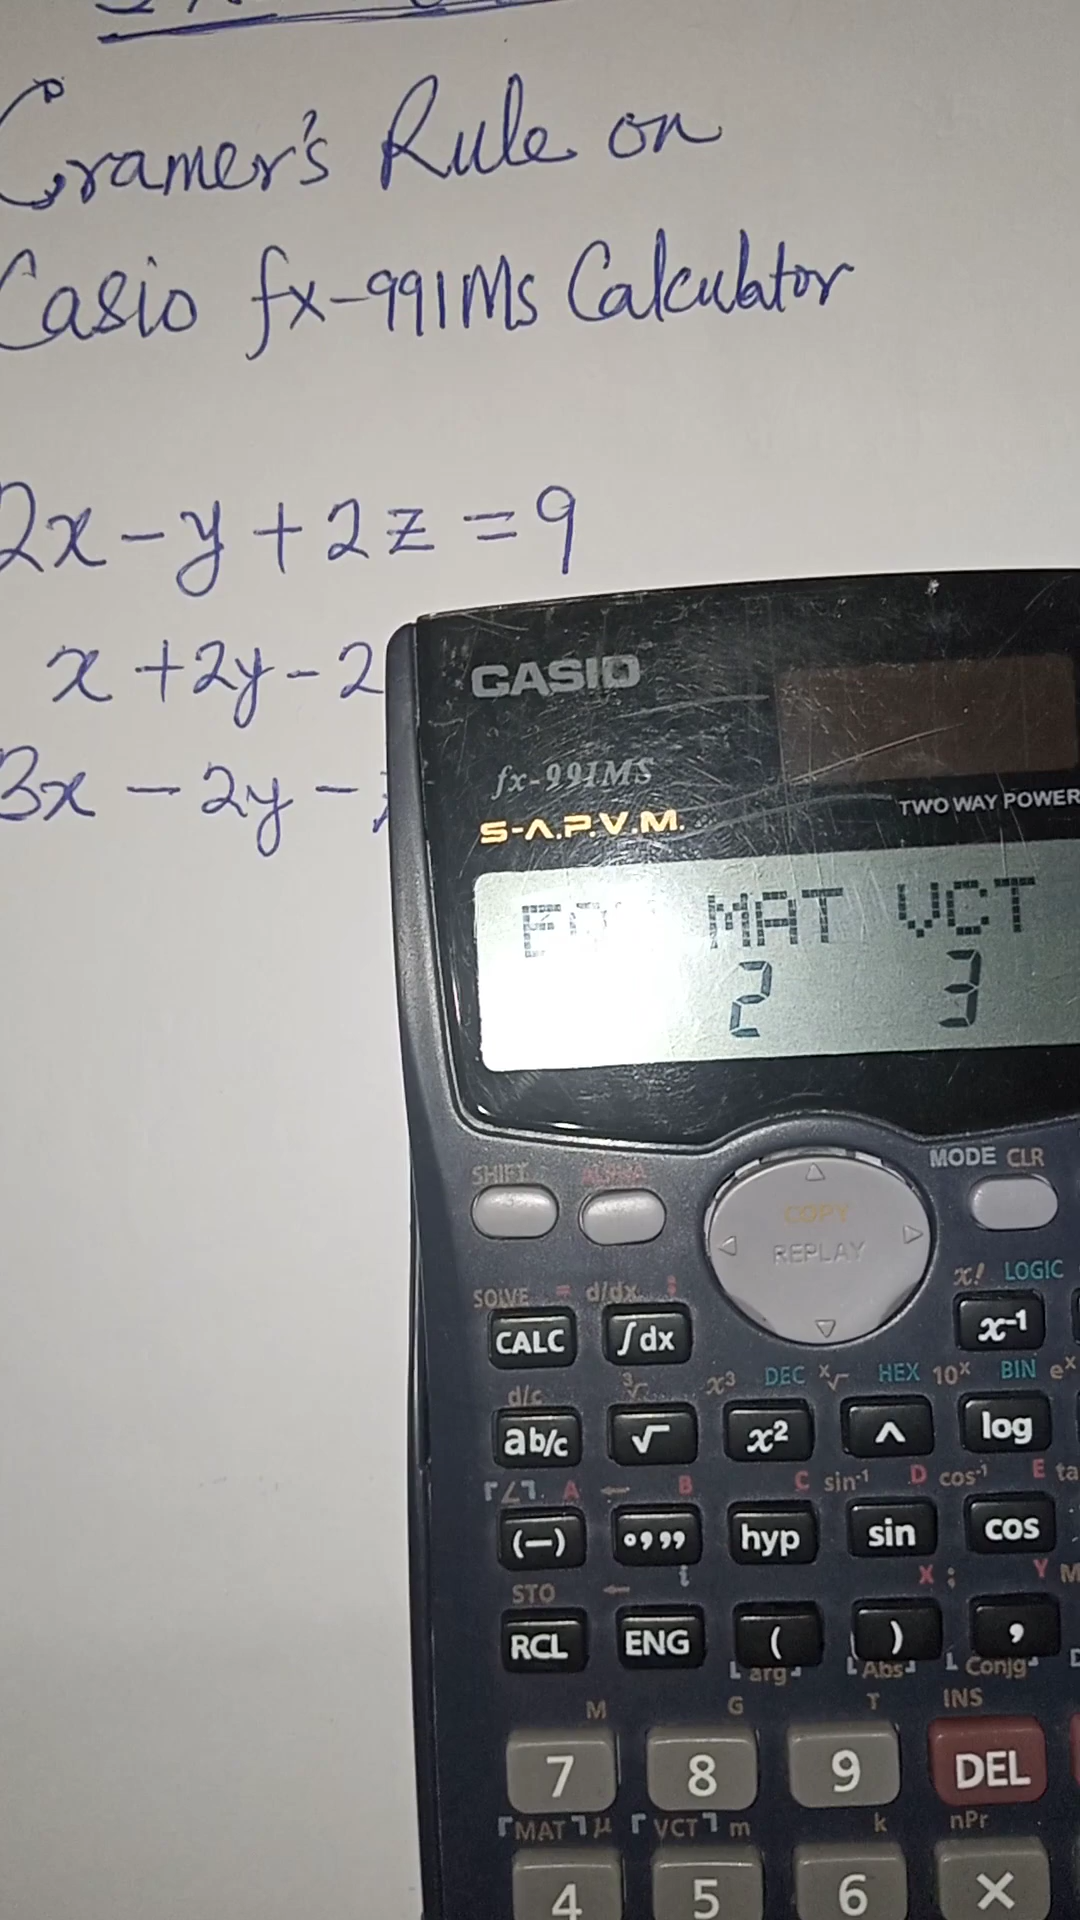 Cramer's Rule on
Casio fx-991Ms Calculator
2x - y + 2z = 9
x + 2y - 2
3x - 2y -
CASIO
fx-991MS
S-V.P.A.M.
TWO WAY POWER
MAT VCT
2 3
SHIFT ALPHA MODE CLR
COPY
REPLAY
x! LOGIC
SOLVE = d/dx :
CALC ∫dx x⁻¹
d/c ³√ x³ DEC ˣ√ HEX 10ˣ BIN eˣ
ab/c √ x² ^ log
A ← B C sin⁻¹ D cos⁻¹ E
(−) °,,, hyp sin cos
STO ← i X ; Y M
RCL ENG ( ) ,
arg Abs Conjg
M G T INS
7 8 9 DEL
MAT µ VCT m k nPr
4 5 6 ×